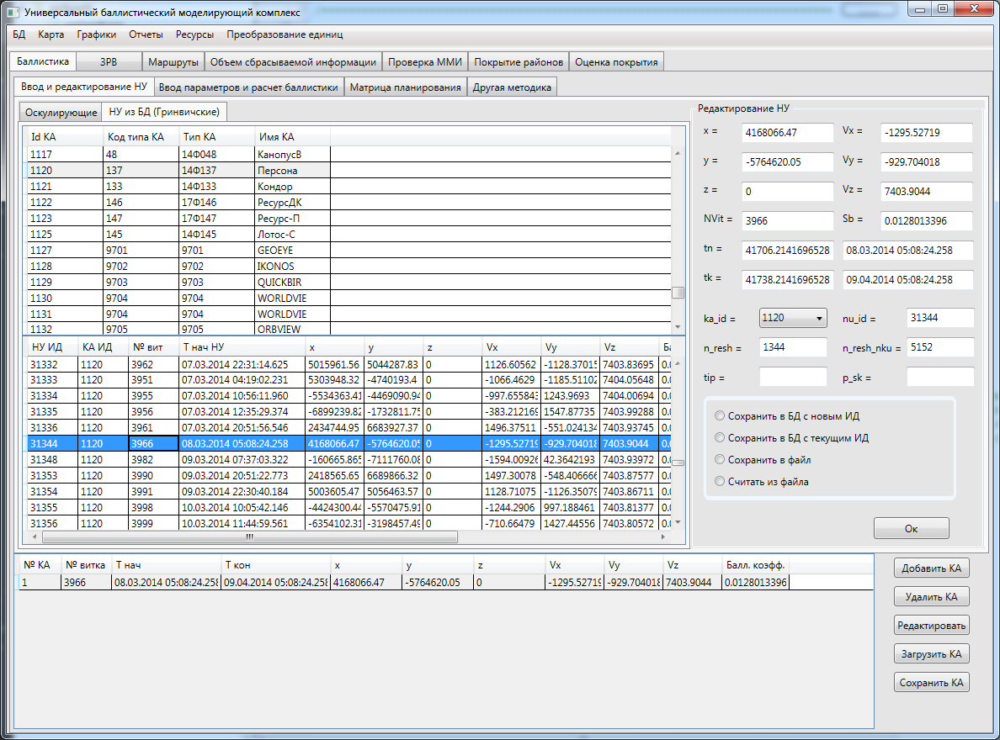 Универсальный баллистический моделирующий комплекс
БД Карта Графики Отчеты Ресурсы Преобразование единиц
Баллистика ЗРВ Маршруты Объем сбрасываемой информации Проверка ММИ Покрытие районов Оценка покрытия
Ввод и редактирование НУ Ввод параметров и расчет баллистики Матрица планирования Другая методика
Оскулирующие НУ из БД (Гринвичские)
Id КА Код типа КА Тип КА Имя КА
1117 48 14Ф048 КанопусВ
1120 137 14Ф137 Персона
1121 133 14Ф133 Кондор
1122 146 17Ф146 РесурсДК
1123 147 17Ф147 Ресурс-П
1125 145 14Ф145 Лотос-С
1127 9701 9701 GEOEYE
1128 9702 9702 IKONOS
1129 9703 9703 QUICKBIR
1130 9704 9704 WORLDVIE
1131 9704 9704 WORLDVIE
1132 9705 9705 ORBVIEW
НУ ИД КА ИД № вит Т нач НУ x y z Vx Vy Vz Ба
31332 1120 3962 07.03.2014 22:31:14.625 5015961.56 5044287.83 0 1126.60562 -1128.37015 7403.83695 0.0
31333 1120 3951 07.03.2014 04:19:02.231 5303948.32 -4740193.4 0 -1066.4629 -1185.51102 7404.05648 0.0
31334 1120 3955 07.03.2014 10:56:11.960 -5534363.41 -4469090.94 0 -997.655843 1243.9693 7404.00694 0.0
31335 1120 3956 07.03.2014 12:35:29.374 -6899239.82 -1732811.75 0 -383.212169 1547.87735 7403.99288 0.0
31336 1120 3961 07.03.2014 20:51:56.546 2434744.95 6683927.37 0 1496.37511 -551.024134 7403.93745 0.0
31344 1120 3966 08.03.2014 05:08:24.258 4168066.47 -5764620.05 0 -1295.52719 -929.704018 7403.9044 0.0
31348 1120 3982 09.03.2014 07:37:03.322 -160665.865 -7111760.08 0 -1594.00926 42.3642193 7403.93972 0.0
31353 1120 3990 09.03.2014 20:51:22.773 2418565.65 6689866.32 0 1497.30078 -548.406666 7403.87577 0.0
31354 1120 3991 09.03.2014 22:30:40.184 5003605.47 5056463.57 0 1128.71075 -1126.35079 7403.86711 0.0
31355 1120 3998 10.03.2014 10:05:42.146 -4424300.44 -5570475.91 0 -1244.2906 997.188461 7403.81377 0.0
31356 1120 3999 10.03.2014 11:44:59.561 -6354102.31 -3198457.49 0 -710.66479 1427.44556 7403.80572 0.0
Редактирование НУ
x = 4168066.47 Vx = -1295.52719
y = -5764620.05 Vy = -929.704018
z = 0 Vz = 7403.9044
NVit = 3966 Sb = 0.0128013396
tn = 41706.2141696528 08.03.2014 05:08:24.258
tk = 41738.2141696528 09.04.2014 05:08:24.258
ka_id = 1120 nu_id = 31344
n_resh = 1344 n_resh_nku = 5152
tip = p_sk =
Сохранить в БД с новым ИД
Сохранить в БД с текущим ИД
Сохранить в файл
Считать из файла
Ок
№ КА № витка Т нач Т кон x y z Vx Vy Vz Балл. коэфф.
1 3966 08.03.2014 05:08:24.258 09.04.2014 05:08:24.258 4168066.47 -5764620.05 0 -1295.52719 -929.704018 7403.9044 0.0128013396
Добавить КА
Удалить КА
Редактировать
Загрузить КА
Сохранить КА